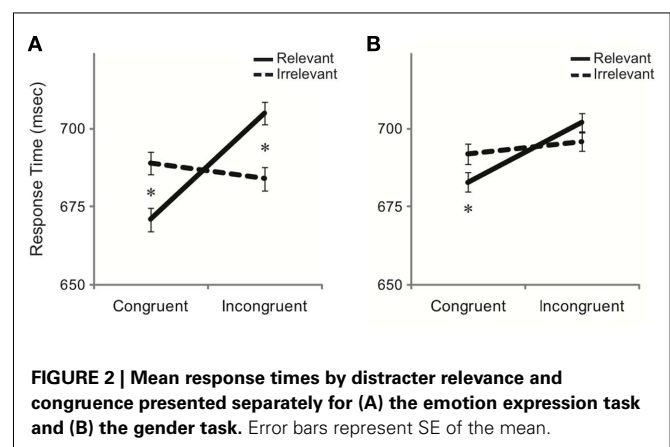 A
B
Relevant
Irrelevant
Relevant
Irrelevant
Response Time (msec)
700
675
650
700
675
650
*
*
*
Congruent
Incongruent
Congruent
Incongruent
FIGURE 2 | Mean response times by distracter relevance and
congruence presented separately for (A) the emotion expression task
and (B) the gender task. Error bars represent SE of the mean.